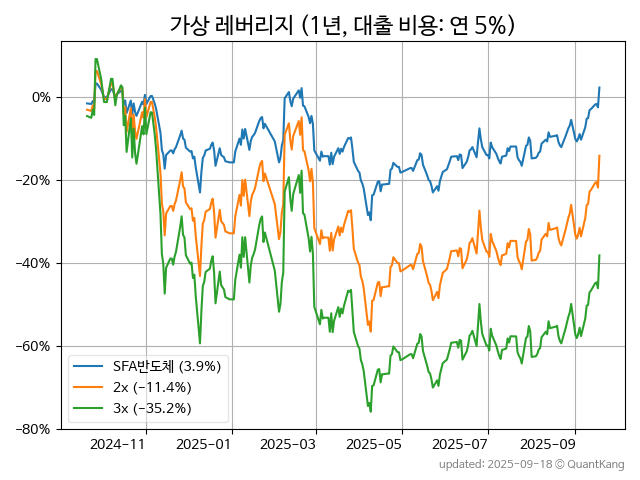 가상 레버리지 (1년, 대출 비용: 연 5%)
0%
−20%
−40%
−60%
−80%
SFA반도체 (3.9%)
2x (−11.4%)
3x (−35.2%)
2024-11 2025-01 2025-03 2025-05 2025-07 2025-09
updated: 2025-09-18 © QuantKang